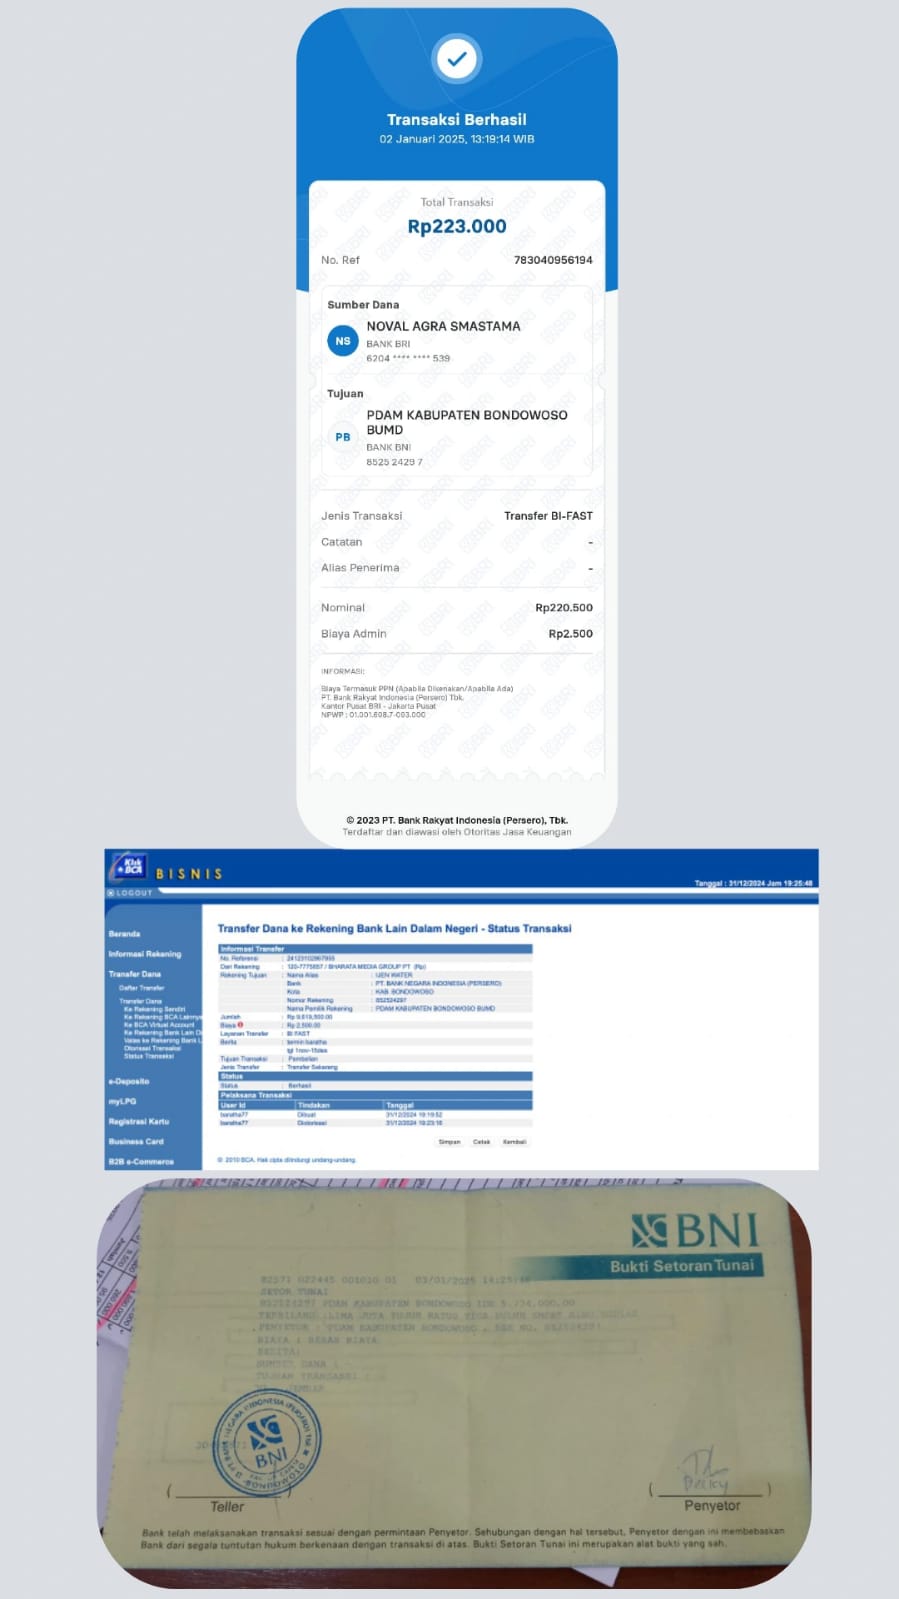 Transaksi Berhasil
02 Januari 2025, 13:19:14 WIB
Total Transaksi
Rp223.000
No. Ref 783040956194
Sumber Dana
NS
NOVAL AGRA SMASTAMA
BANK BRI
6204 **** **** 539
Tujuan
PB
PDAM KABUPATEN BONDOWOSO
BUMD
BANK BNI
8525 2429 7
Jenis Transaksi Transfer BI-FAST
Catatan -
Alias Penerima -
Nominal Rp220.500
Biaya Admin Rp2.500
INFORMASI:
Biaya Termasuk PPN (Apabila Dikenakan/Apabila Ada)
PT. Bank Rakyat Indonesia (Persero) Tbk.
Kantor Pusat BRI - Jakarta Pusat
NPWP : 01.001.608.7-093.000
© 2023 PT. Bank Rakyat Indonesia (Persero), Tbk.
Terdaftar dan diawasi oleh Otoritas Jasa Keuangan
Klik BCA BISNIS
Tanggal : 31/12/2024 Jam 19:25:48
LOGOUT
Beranda
Informasi Rekening
Transfer Dana
Daftar Transfer
Transfer Dana
Ke Rekening Sendiri
Ke Rekening BCA Lainnya
Ke BCA Virtual Account
Ke Rekening Bank Lain D
Valas ke Rekening Bank L
Otorisasi Transaksi
Status Transaksi
e-Deposito
myLPG
Registrasi Kartu
Business Card
B2B e-Commerce
Transfer Dana ke Rekening Bank Lain Dalam Negeri - Status Transaksi
Informasi Transfer
No. Referensi : 24123102967955
Dari Rekening : / BHARATA MEDIA GROUP PT (Rp)
Rekening Tujuan : Nama Alias : IJEN WATER
Bank : PT. BANK NEGARA INDONESIA (PERSERO)
Kota : KAB. BONDOWOSO
Nomor Rekening : 852524297
Nama Pemilik Rekening : PDAM KABUPATEN BONDOWOSO BUMD
Jumlah : Rp
Biaya : Rp 2,500.00
Layanan Transfer : BI FAST
Berita : termin baratha
tgl 1nov-15des
Tujuan Transaksi : Pembelian
Jenis Transfer : Transfer Sekarang
Status
Status : Berhasil
Pelaksana Transaksi
User Id Tindakan Tanggal
baratha77 Dibuat 31/12/2024 19:19:52
baratha77 Diotorisasi 31/12/2024 19:23:16
Simpan Cetak Kembali
© 2010 BCA. Hak cipta dilindungi undang-undang.
BNI
Bukti Setoran Tunai
82571 022445 001010 01 03/01/2025 14:25:
SETOR TUNAI
852524297 PDAM KABUPATEN BONDOWOSO IDR 5.734,000.00
TERBILANG :LIMA JUTA TUJUH RATUS TIGA PULUH EMPAT RIBU RUPIAH
PENYETOR : PDAM KABUPATEN BONDOWOSO , REK NO. 852524297
BIAYA : BEBAS BIAYA
BERITA:
SUMBER DANA :
TUJUAN TRANSAKSI :
BNI
Teller
Penyetor
Bank telah melaksanakan transaksi sesuai dengan permintaan Penyetor. Sehubungan dengan hal tersebut, Penyetor dengan ini membebaskan
Bank dari segala tuntutan hukum berkenaan dengan transaksi di atas. Bukti Setoran Tunai ini merupakan alat bukti yang sah.